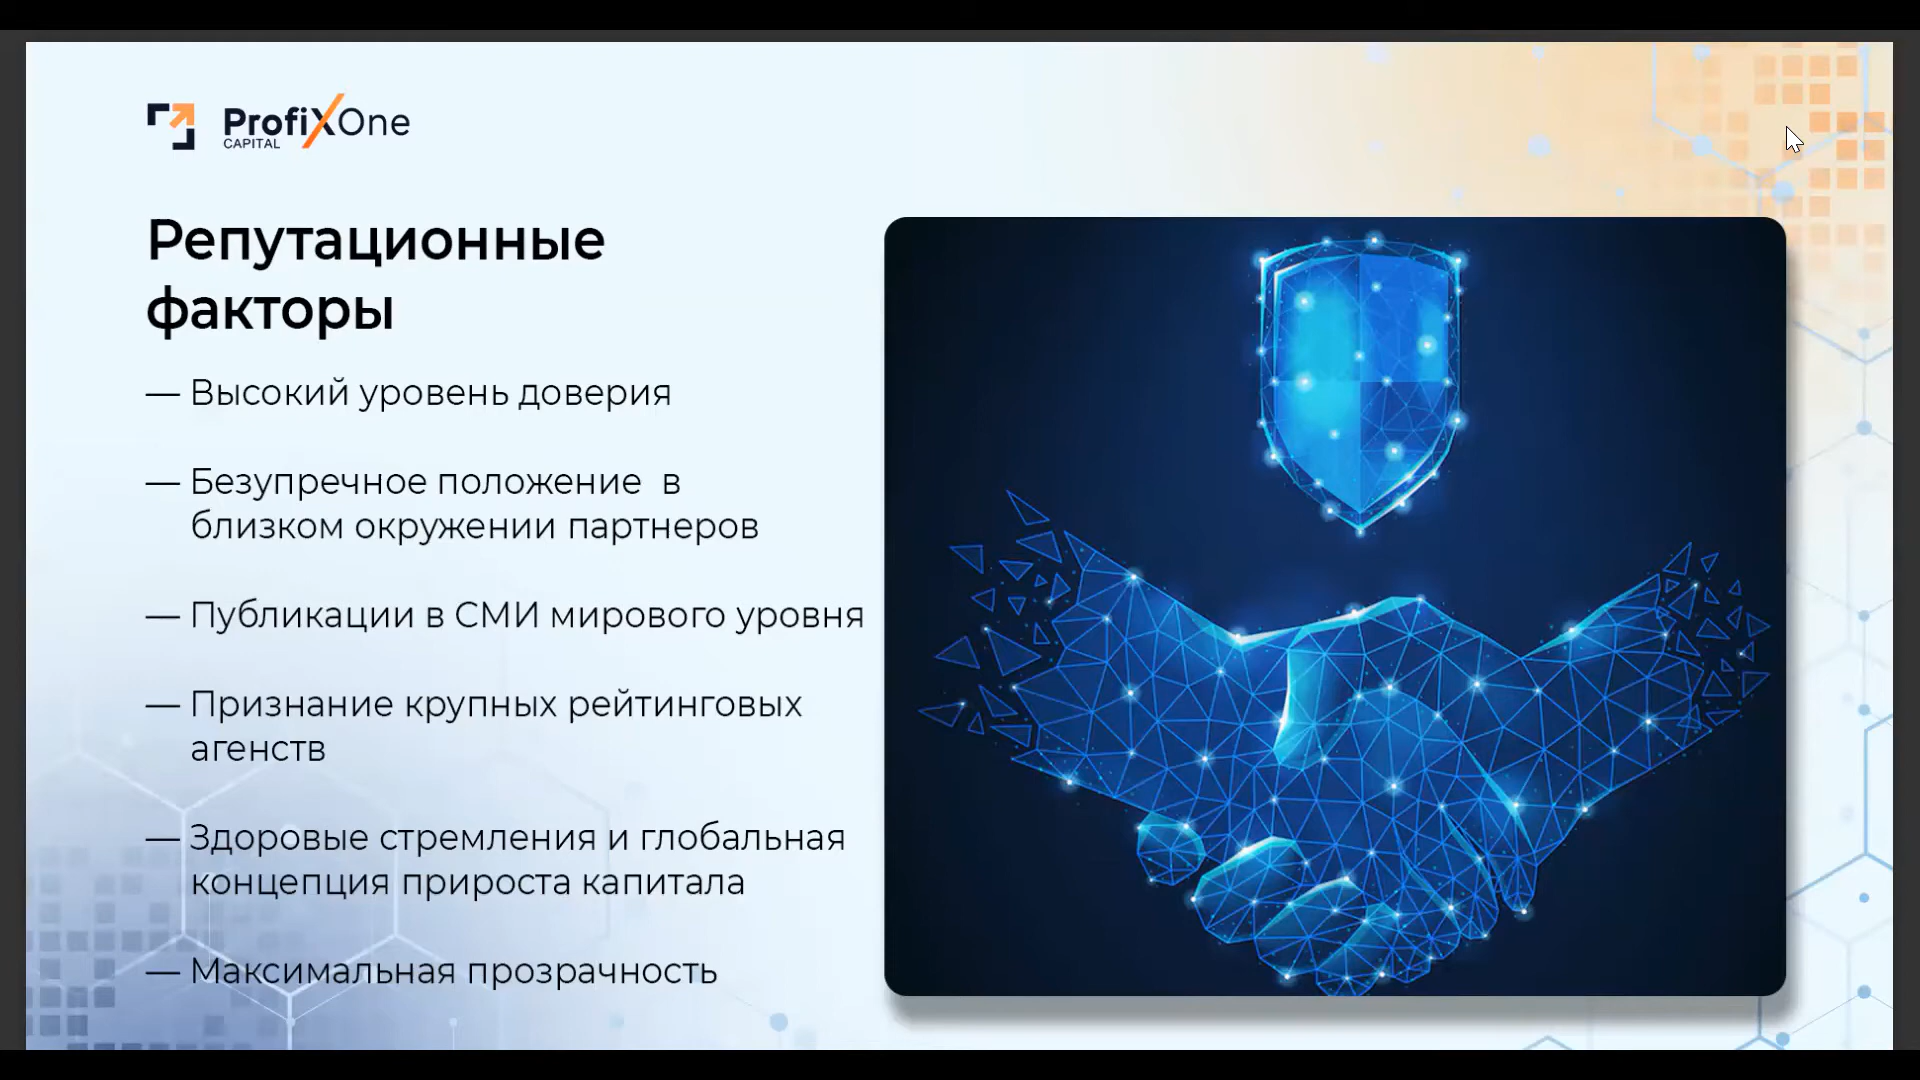 ProfiXOne
CAPITAL
Репутационные
факторы
— Высокий уровень доверия
— Безупречное положение  в
близком окружении партнеров
— Публикации в СМИ мирового уровня
— Признание крупных рейтинговых
агенств
— Здоровые стремления и глобальная
концепция прироста капитала
— Максимальная прозрачность